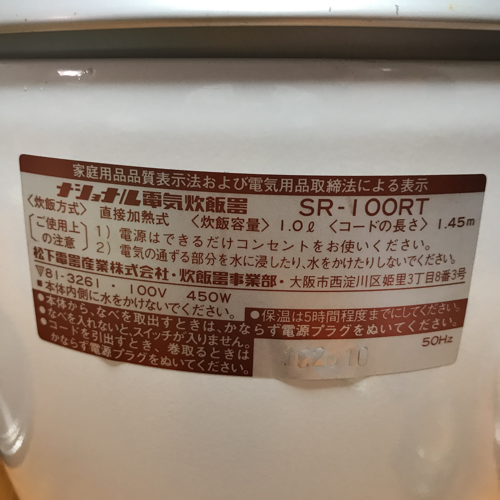 家庭用品品質表示法および電気用品取締法による表示
ナショナル電気炊飯器 SR-100RT
〈炊飯方式〉 直接加熱式 〈炊飯容量〉 1.0ℓ 〈コードの長さ〉 1.45m
〔ご使用上の注意〕
1) 電源はできるだけコンセントをお使いください。
2) 電気の通ずる部分を水に浸したり,水をかけたりしないでください。
松下電器産業株式会社・炊飯器事業部・大阪市西淀川区姫里3丁目8番3号
▽81-3261・100V 450W
■本体内側に水をかけないでください。
●本体から、なべを取出すときは、かならず電源プラグをぬいてください。
●なべを入れないと、スイッチが入りません。
●コードを引出すとき、巻取るときはかならず電源プラグをぬいてください。
●保温は5時間程度までにしてください。
50Hz